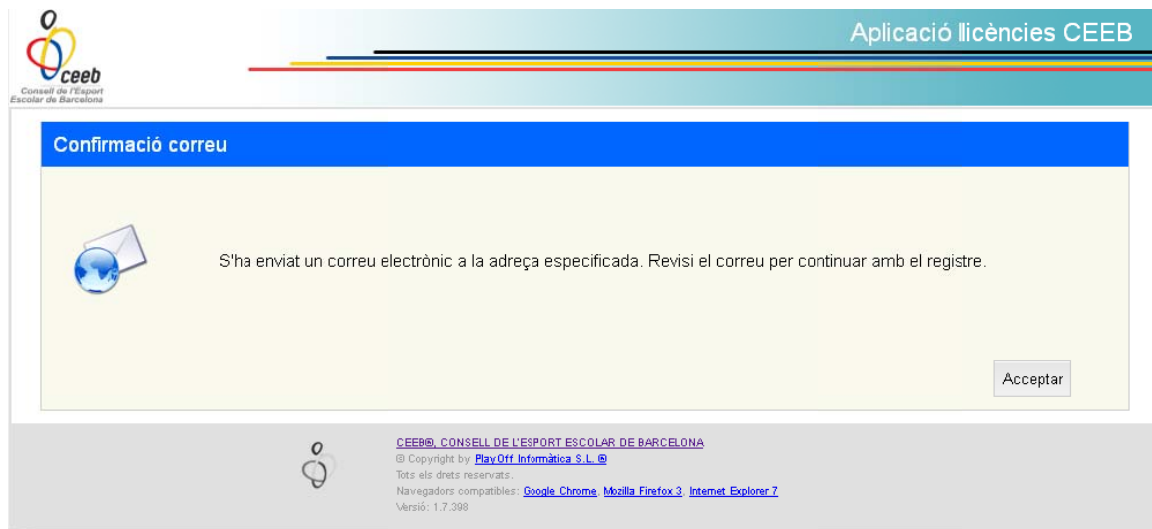 Aplicació llicències CEEB
ceeb
Consell de l'Esport
Escolar de Barcelona
Confirmació correu
S'ha enviat un correu electrònic a la adreça especificada. Revisi el correu per continuar amb el registre.
Acceptar
CEEB®, CONSELL DE L'ESPORT ESCOLAR DE BARCELONA
© Copyright by PlayOff Informàtica S.L. ®
Tots els drets reservats.
Navegadors compatibles: Google Chrome, Mozilla Firefox 3, Internet Explorer 7
Versió: 1.7.398